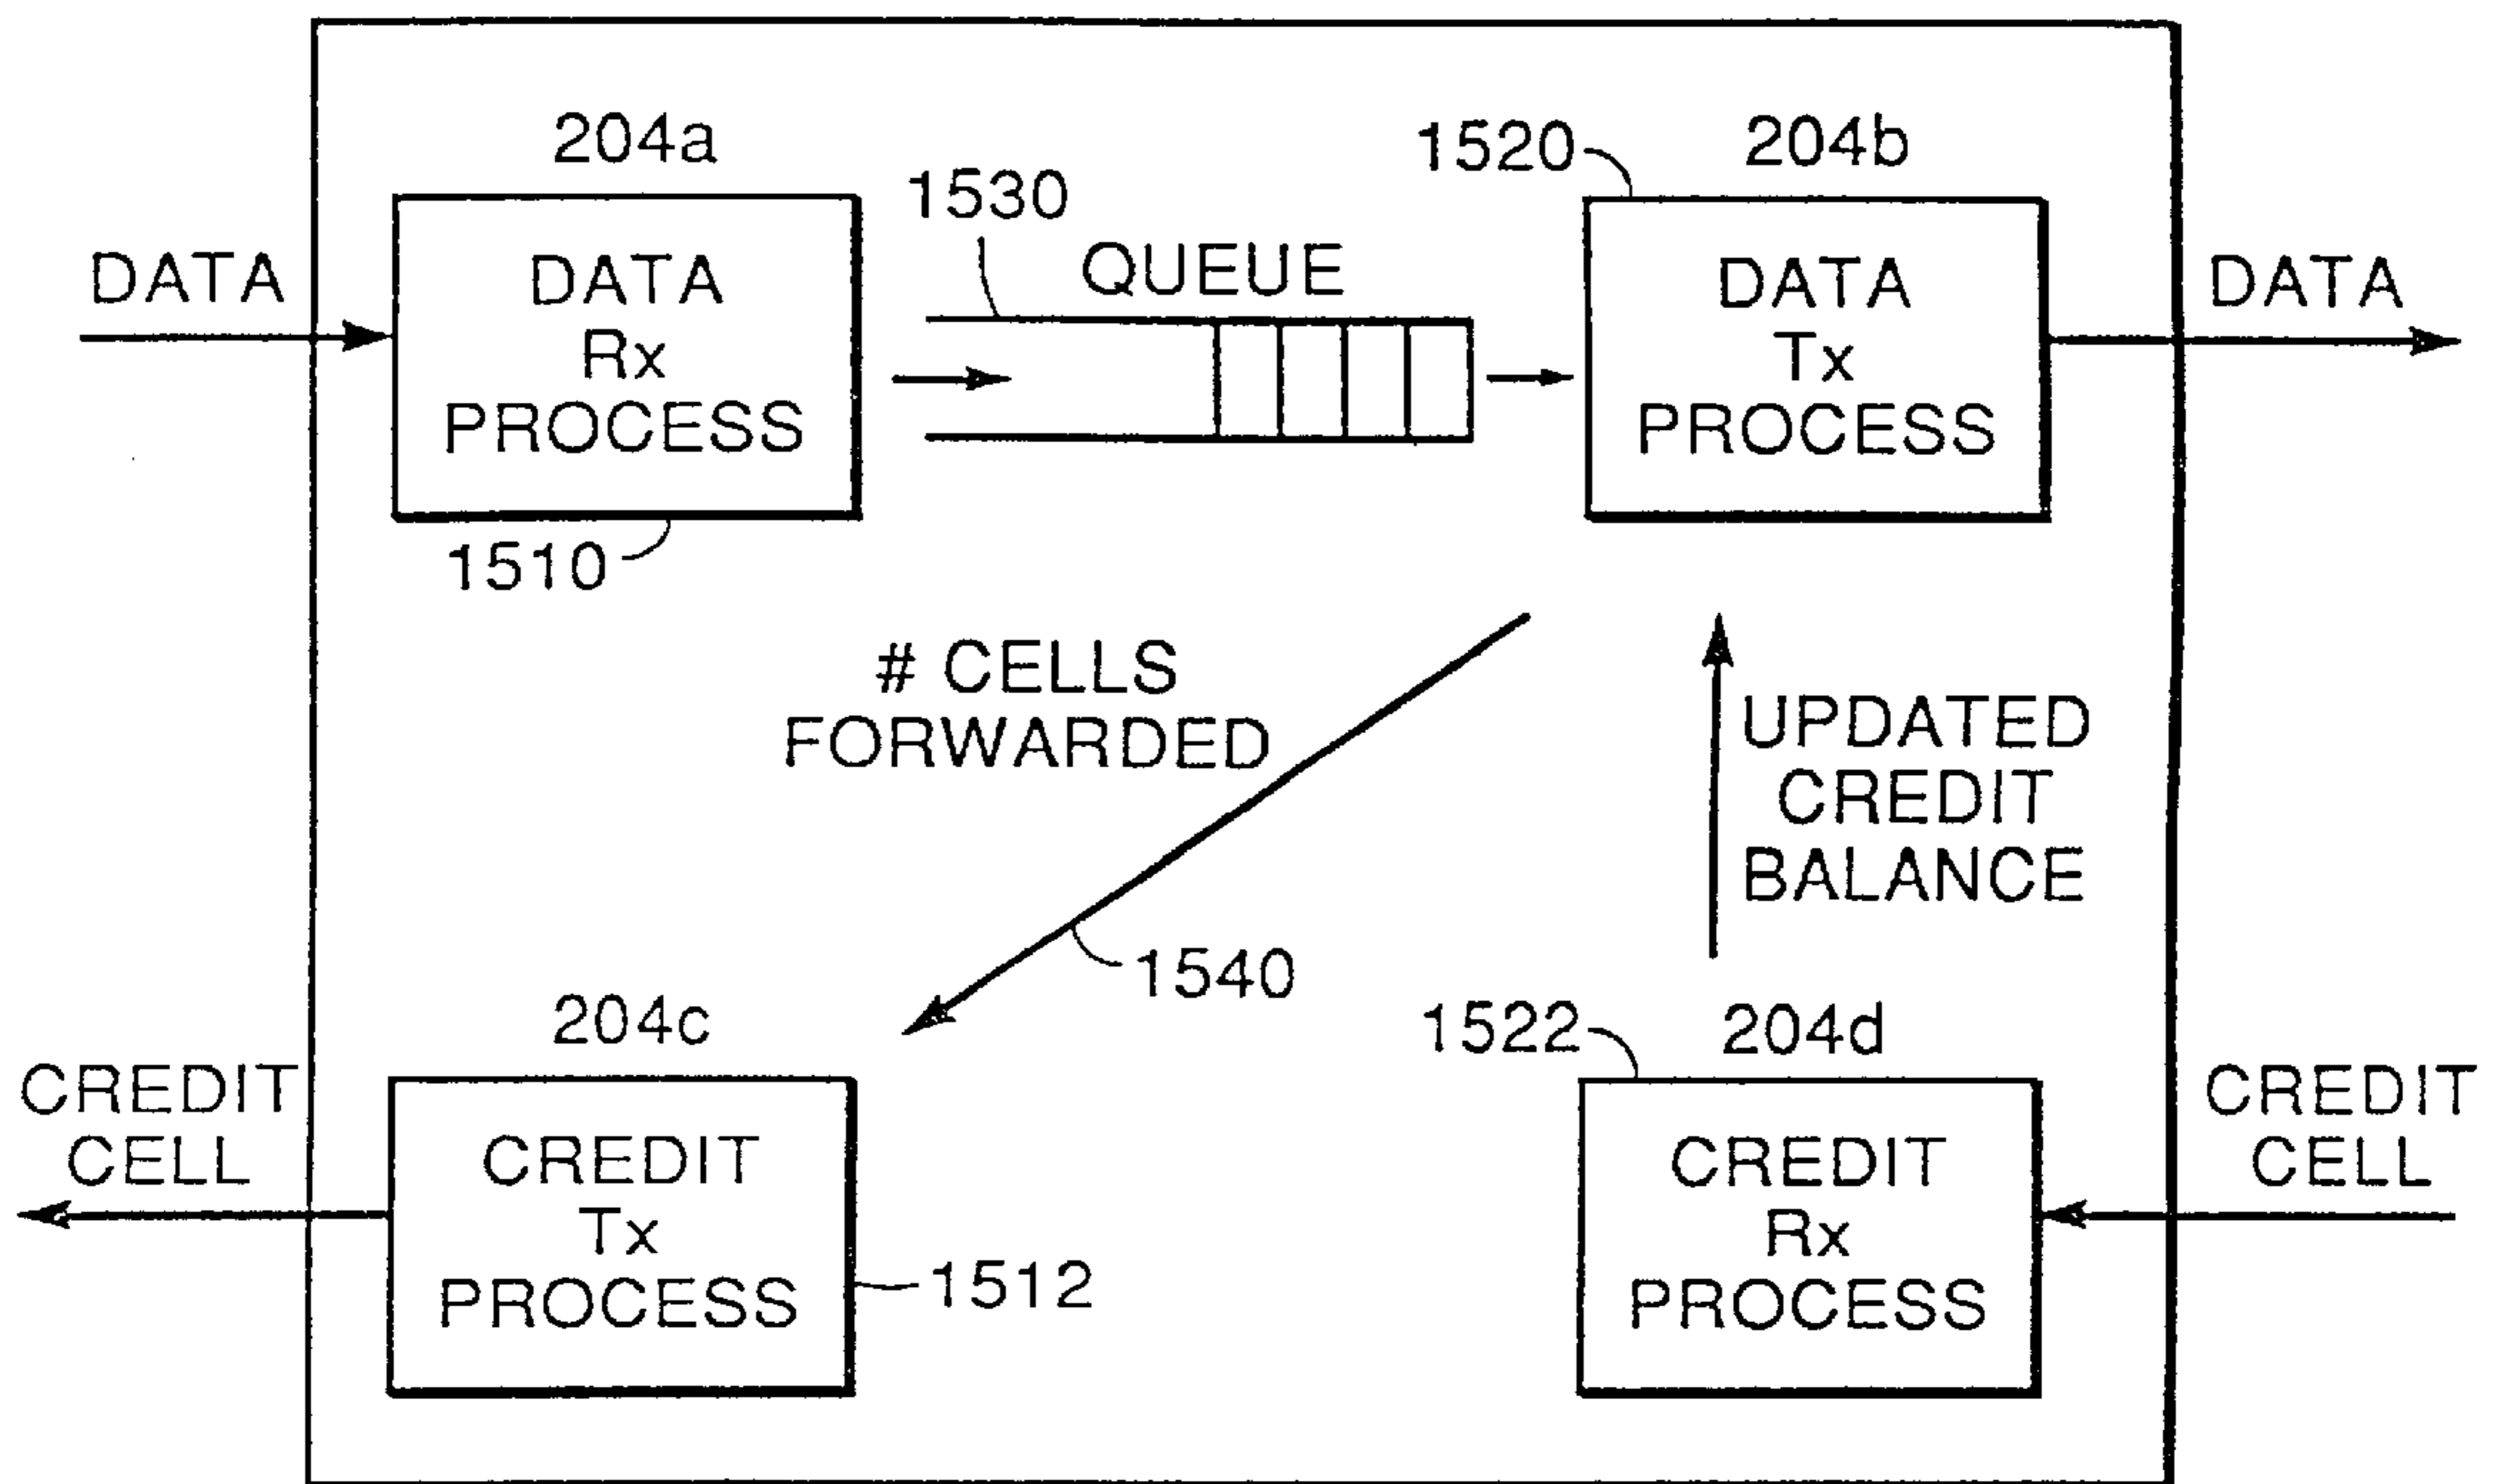 204a
1520
204b
1530
DATA
DATA
Rx
PROCESS
QUEUE
DATA
Tx
PROCESS
DATA
1510
# CELLS
FORWARDED
UPDATED
CREDIT
BALANCE
1540
204c
1522
204d
CREDIT
CELL
CREDIT
Tx
PROCESS
1512
CREDIT
Rx
PROCESS
CREDIT
CELL